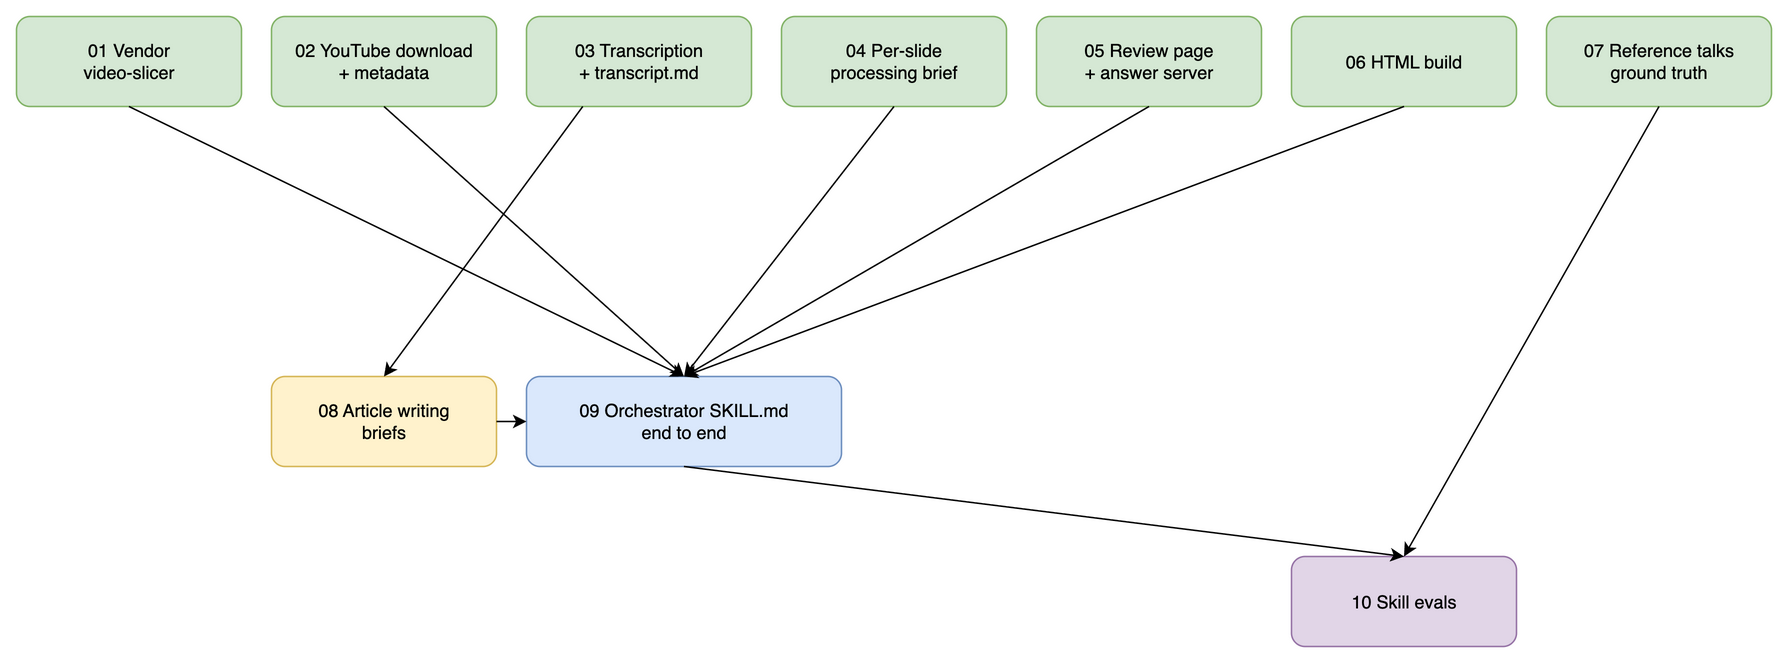 01 Vendor
video-slicer
02 YouTube download
+ metadata
03 Transcription
+ transcript.md
04 Per-slide
processing brief
05 Review page
+ answer server
06 HTML build
07 Reference talks
ground truth
08 Article writing
briefs
09 Orchestrator SKILL.md
end to end
10 Skill evals